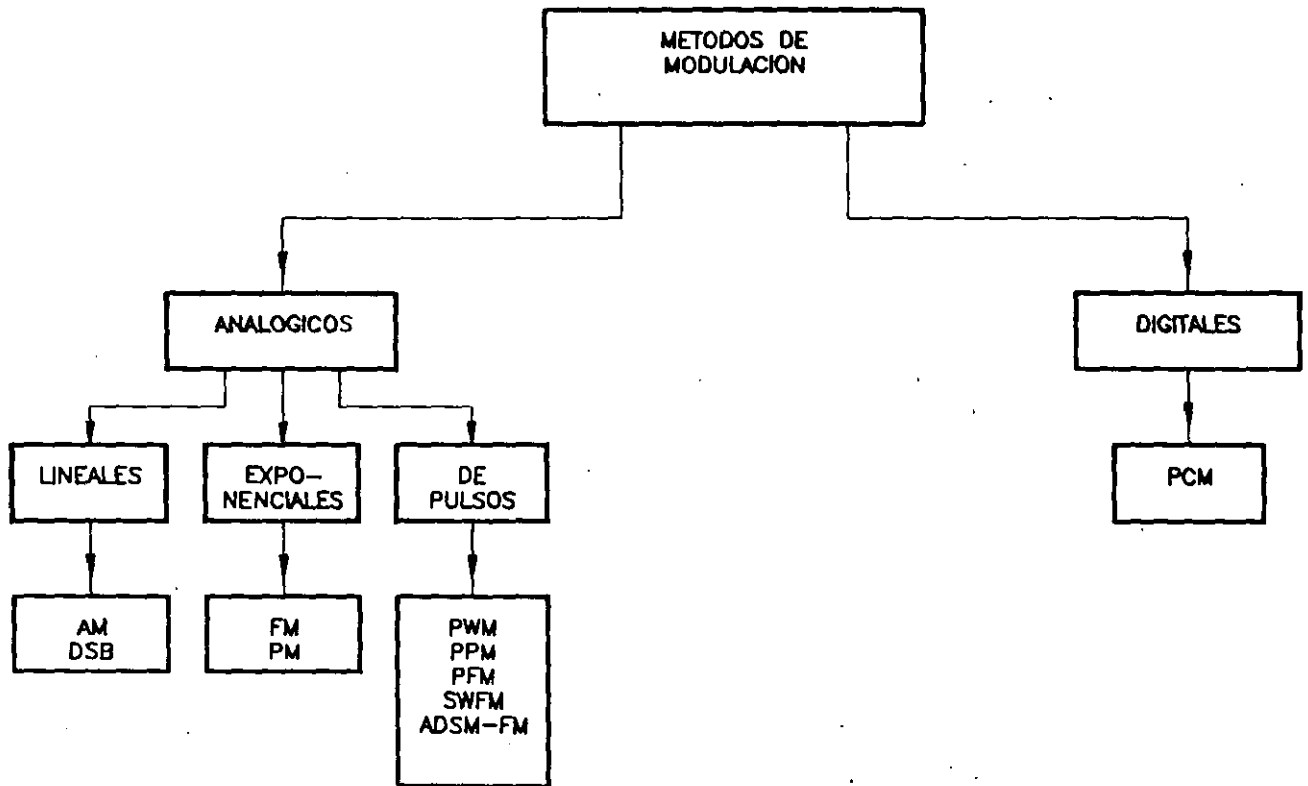 METODOS DE
MODULACION
ANALOGICOS
DIGITALES
LINEALES
EXPO-
NENCIALES
DE
PULSOS
PCM
AM
DSB
FM
PM
PWM
PPM
PFM
SWFM
ADSM-FM